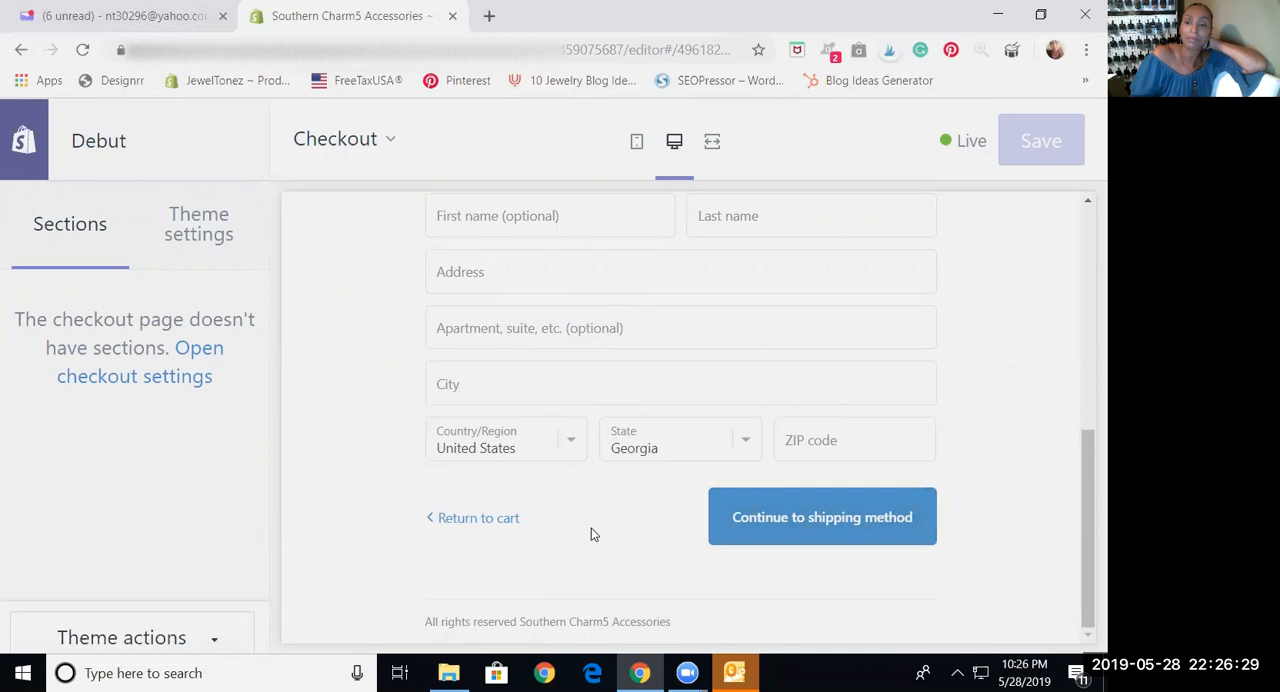 (6 unread) - nt30296@yahoo.co
Southern Charm5 Accessories ~
59075687/editor#/496182...
2
Apps
Designrr
JewelTonez ~ Prod...
FreeTaxUSA®
Pinterest
10 Jewelry Blog Ide...
SEOPressor – Word...
Blog Ideas Generator
»
Debut
Checkout
Live
Save
Sections
Theme
settings
The checkout page doesn't
have sections. Open
checkout settings
Theme actions
First name (optional)
Last name
Address
Apartment, suite, etc. (optional)
City
Country/Region
United States
State
Georgia
ZIP code
Return to cart
Continue to shipping method
All rights reserved Southern Charm5 Accessories
Type here to search
10:26 PM
5/28/2019
11
2019-05-28 22:26:29